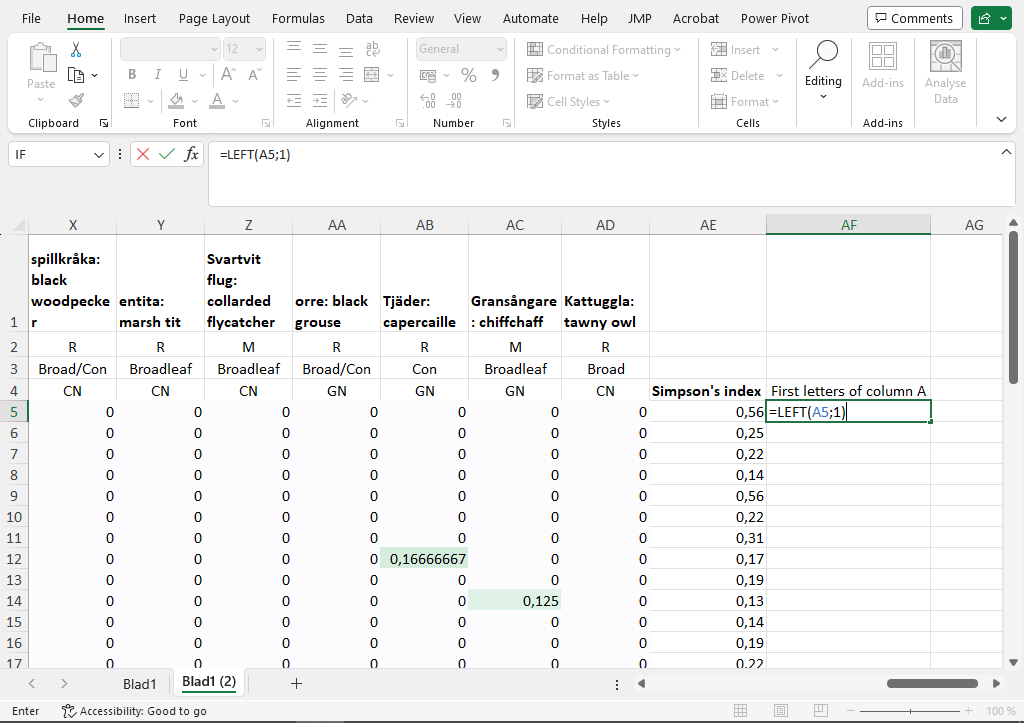 File Home Insert Page Layout Formulas Data Review View Automate Help JMP Acrobat Power Pivot Comments
Paste
Clipboard
12
B I U A A
A
Font
ab
Alignment
General
%
Number
Conditional Formatting
Format as Table
Cell Styles
Styles
Insert
Delete
Format
Cells
Editing
Add-ins
Add-ins
Analyse
Data
IF fx =LEFT(A5;1)
X Y Z AA AB AC AD AE AF AG
1
spillkråka:
black
woodpecke
r
entita:
marsh tit
Svartvit
flug:
collarded
flycatcher
orre: black
grouse
Tjäder:
capercaille
Gransångare
: chiffchaff
Kattuggla:
tawny owl
2 R R M R R M R
3 Broad/Con Broadleaf Broadleaf Broad/Con Con Broadleaf Broad
4 CN CN CN GN GN GN CN Simpson's index First letters of column A
5 0 0 0 0 0 0 0 0,56 =LEFT(A5;1)
6 0 0 0 0 0 0 0 0,25
7 0 0 0 0 0 0 0 0,22
8 0 0 0 0 0 0 0 0,14
9 0 0 0 0 0 0 0 0,56
10 0 0 0 0 0 0 0 0,22
11 0 0 0 0 0 0 0 0,31
12 0 0 0 0 0,16666667 0 0 0,17
13 0 0 0 0 0 0 0 0,19
14 0 0 0 0 0 0,125 0 0,13
15 0 0 0 0 0 0 0 0,14
16 0 0 0 0 0 0 0 0,19
17 0 0 0 0 0 0 0 0,22
Blad1 Blad1 (2)
Enter Accessibility: Good to go 100 %